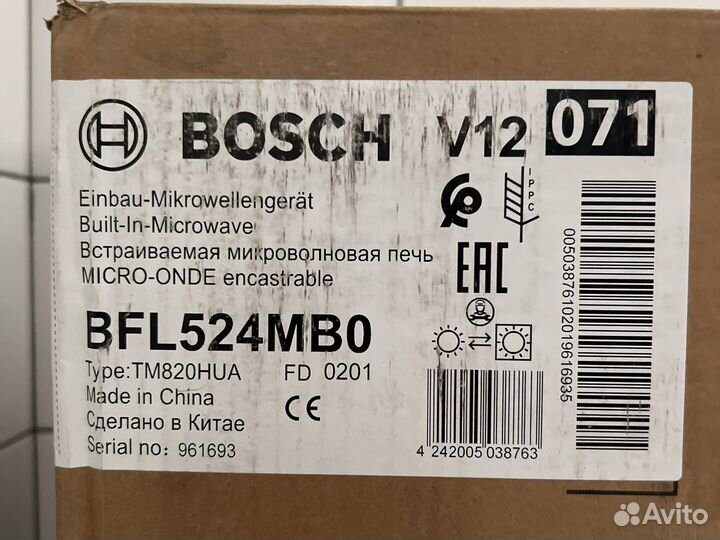 BOSCH V12 071
Einbau-Mikrowellengerät
Built-In-Microwave
Встраиваемая микроволновая печь
MICRO-ONDE encastrable
IPPC
EAC
BFL524MB0
Type:TM820HUA FD 0201
Made in China
CE
Сделано в Китае
Serial no: 961693
4 242005 038763
00503876102019616935
Avito